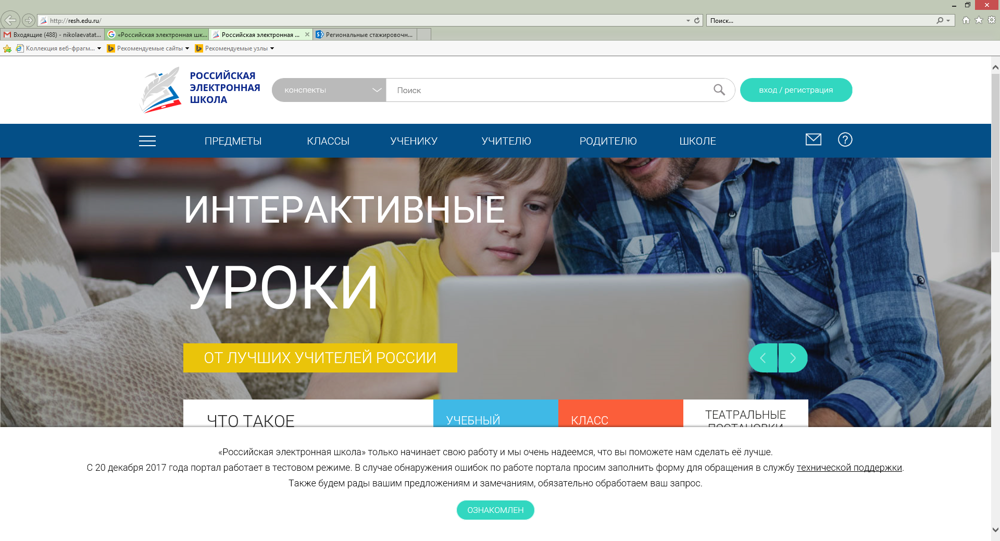 http://resh.edu.ru/
Поиск...
Входящие (488) - nikolaevatat...
«Российская электронная шк...
Российская электронная ...
Региональные стажировочн...
Коллекция веб-фрагм...
Рекомендуемые сайты
Рекомендуемые узлы
РОССИЙСКАЯ
ЭЛЕКТРОННАЯ
ШКОЛА
конспекты
Поиск
вход / регистрация
ПРЕДМЕТЫ
КЛАССЫ
УЧЕНИКУ
УЧИТЕЛЮ
РОДИТЕЛЮ
ШКОЛЕ
ИНТЕРАКТИВНЫЕ
УРОКИ
ОТ ЛУЧШИХ УЧИТЕЛЕЙ РОССИИ
ЧТО ТАКОЕ
УЧЕБНЫЙ
КЛАСС
ТЕАТРАЛЬНЫЕ
ПОСТАНОВКИ
«Российская электронная школа» только начинает свою работу и мы очень надеемся, что вы поможете нам сделать её лучше.
С 20 декабря 2017 года портал работает в тестовом режиме. В случае обнаружения ошибок по работе портала просим заполнить форму для обращения в службу технической поддержки.
Также будем рады вашим предложениям и замечаниям, обязательно обработаем ваш запрос.
ОЗНАКОМЛЕН